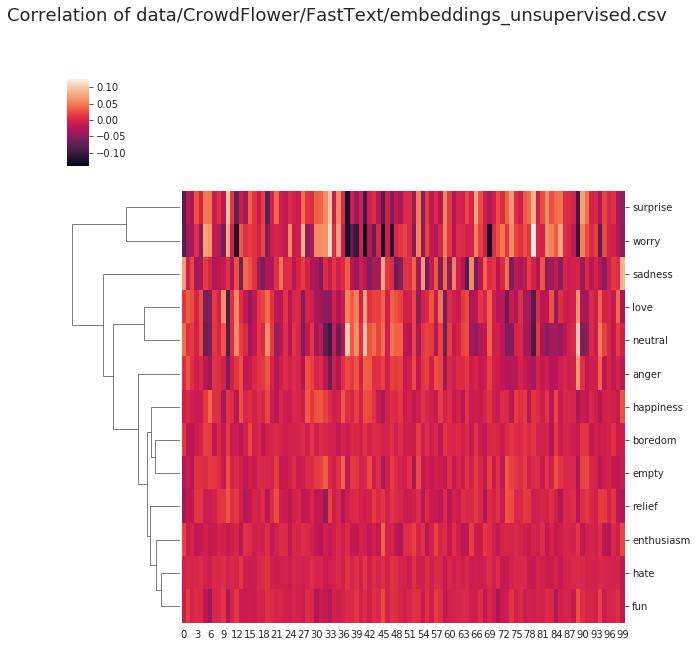 Correlation of data/CrowdFlower/FastText/embeddings_unsupervised.csv
0.10
0.05
0.00
−0.05
−0.10
surprise
worry
sadness
love
neutral
anger
happiness
boredom
empty
relief
enthusiasm
hate
fun
0 3 6 9 12 15 18 21 24 27 30 33 36 39 42 45 48 51 54 57 60 63 66 69 72 75 78 81 84 87 90 93 96 99